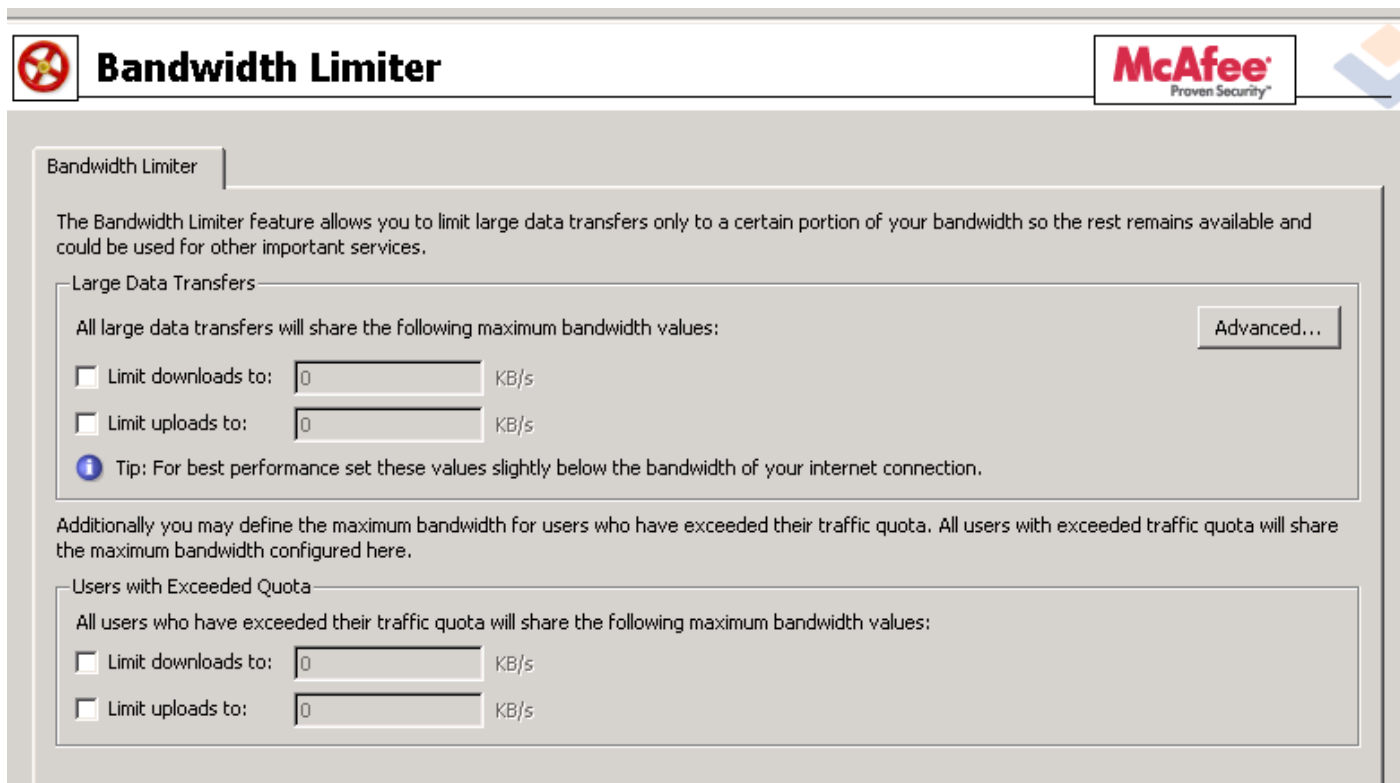 Bandwidth Limiter
McAfee®
Proven Security™
Bandwidth Limiter
The Bandwidth Limiter feature allows you to limit large data transfers only to a certain portion of your bandwidth so the rest remains available and
could be used for other important services.
Large Data Transfers
All large data transfers will share the following maximum bandwidth values:
Advanced...
Limit downloads to: 0 KB/s
Limit uploads to: 0 KB/s
Tip: For best performance set these values slightly below the bandwidth of your internet connection.
Additionally you may define the maximum bandwidth for users who have exceeded their traffic quota. All users with exceeded traffic quota will share
the maximum bandwidth configured here.
Users with Exceeded Quota
All users who have exceeded their traffic quota will share the following maximum bandwidth values:
Limit downloads to: 0 KB/s
Limit uploads to: 0 KB/s